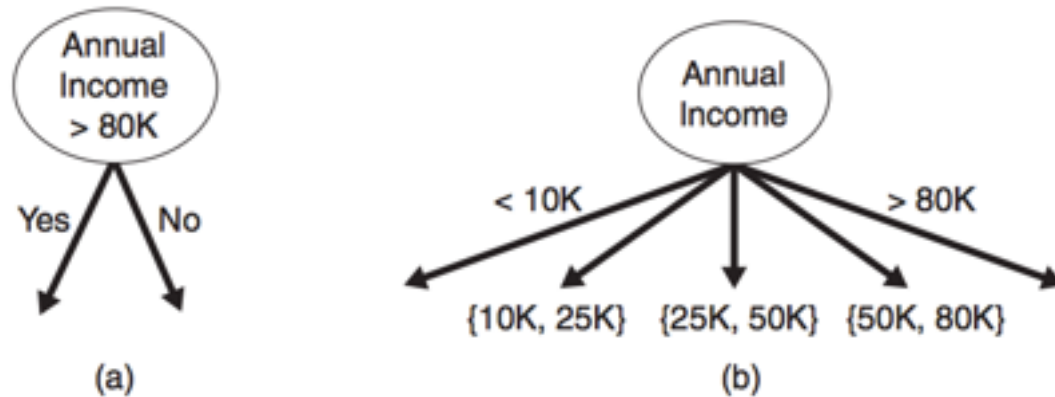 Annual
Income
> 80K
Yes
No
(a)
Annual
Income
< 10K
> 80K
{10K, 25K} {25K, 50K} {50K, 80K}
(b)